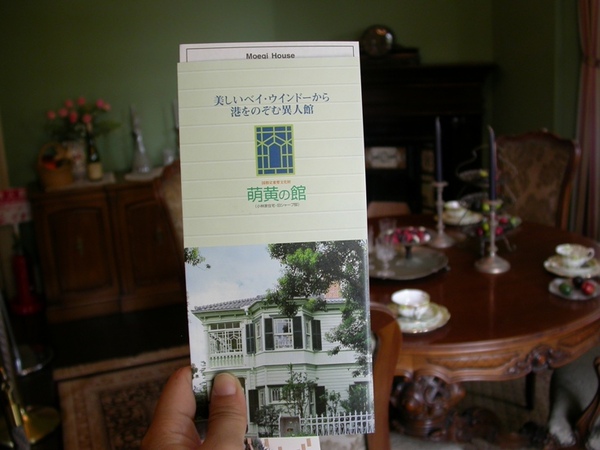 Moegi House
美しいベイ・ウインドーから
港をのぞむ異人館
萌黄の館